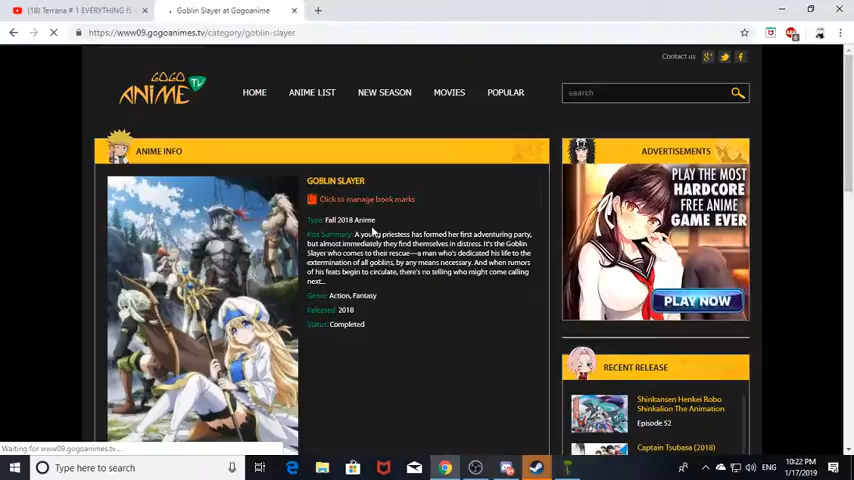 (18) Terrana # 1 EVERYTHING IS
Goblin Slayer at Gogoanime
https://www09.gogoanimes.tv/category/goblin-slayer
6
Contact us
GOGO
ANIME TV
HOME
ANIME LIST
NEW SEASON
MOVIES
POPULAR
search
ANIME INFO
GOBLIN SLAYER
Click to manage book marks
Type: Fall 2018 Anime
Plot Summary: A young priestess has formed her first adventuring party,
but almost immediately they find themselves in distress. It's the Goblin
Slayer who comes to their rescue—a man who's dedicated his life to the
extermination of all goblins, by any means necessary. And when rumors
of his feats begin to circulate, there's no telling who might come calling
next...
Genre: Action, Fantasy
Released: 2018
Status: Completed
ADVERTISEMENTS
PLAY THE MOST
HARDCORE
FREE ANIME
GAME EVER
PLAY NOW
RECENT RELEASE
Shinkansen Henkei Robo
Shinkalion The Animation
Episode 52
Captain Tsubasa (2018)
Waiting for www09.gogoanimes.tv...
Type here to search
ENG
10:22 PM
1/17/2019